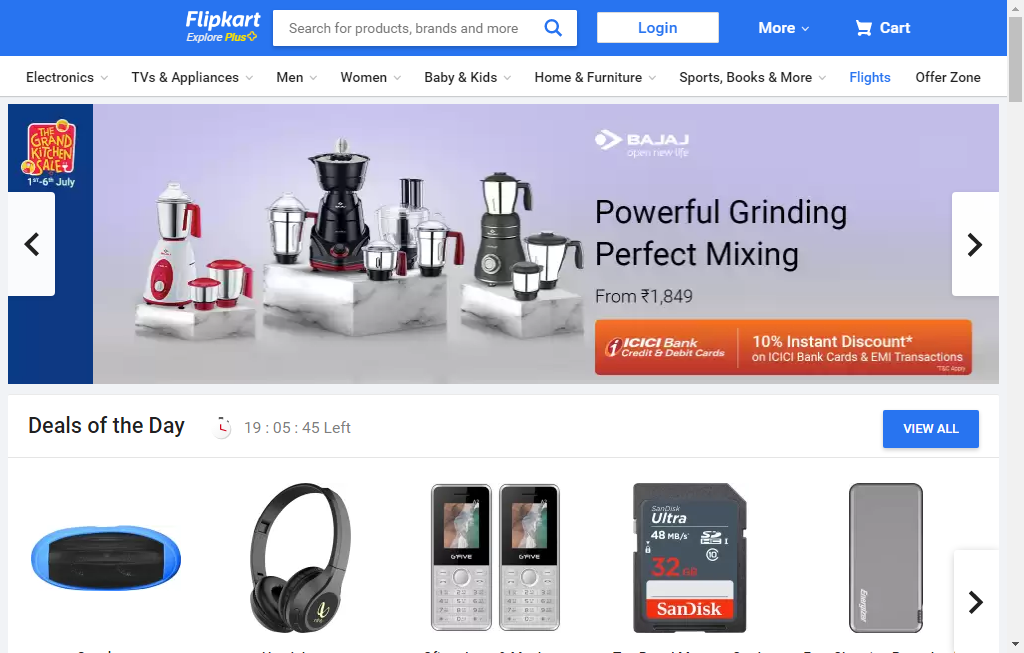 Flipkart
Explore Plus
Search for products, brands and more
Login
More
Cart
Electronics
TVs & Appliances
Men
Women
Baby & Kids
Home & Furniture
Sports, Books & More
Flights
Offer Zone
THE
GRAND
KITCHEN
SALE
1ST-6th July
BAJAJ
open new life
Powerful Grinding
Perfect Mixing
From ₹1,849
ICICI Bank
Credit & Debit Cards
10% Instant Discount*
on ICICI Bank Cards & EMI Transactions
*T&C Apply
Deals of the Day
19 : 05 : 45 Left
VIEW ALL
GFIVE
GFIVE
SanDisk
Ultra
48 MB/s*
32 GB
SanDisk
Energizer